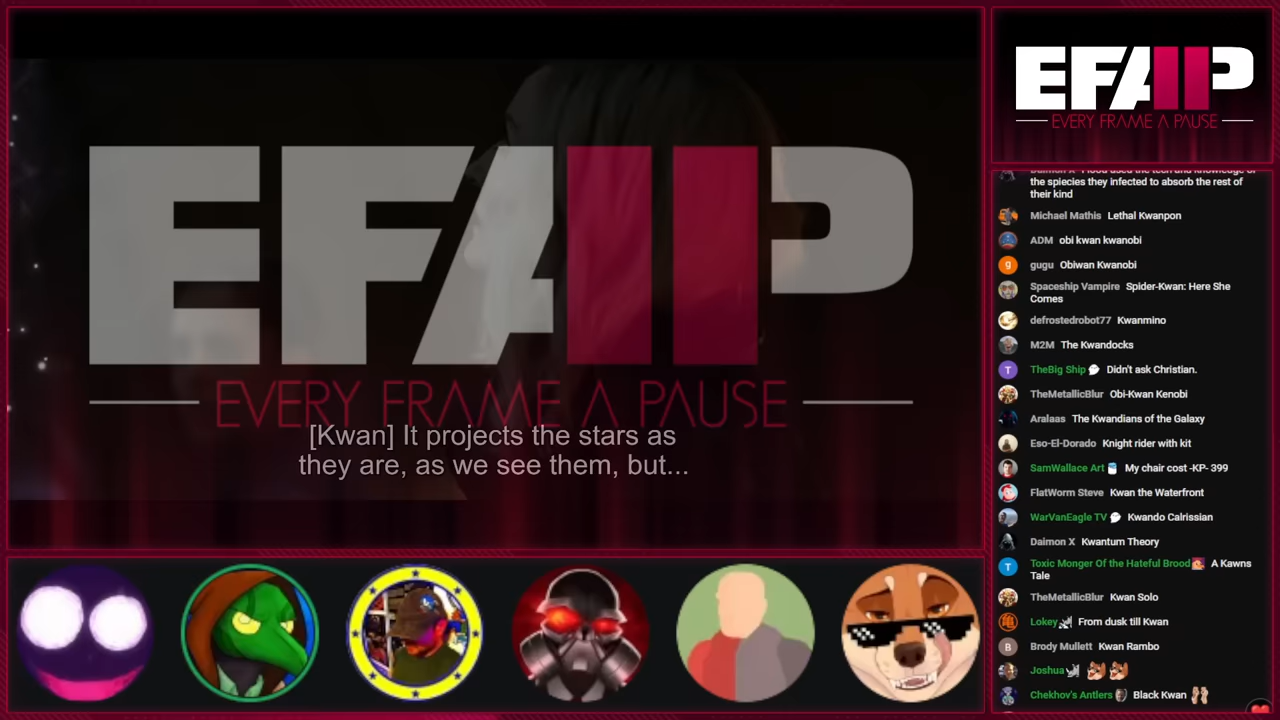 EFAP
EVERY FRAME A PAUSE
[Kwan] It projects the stars as
they are, as we see them, but...
EFAP
EVERY FRAME A PAUSE
the spiecies they infected to absorb the rest of
their kind
Michael Mathis Lethal Kwanpon
ADM obi kwan kwanobi
g gugu Obiwan Kwanobi
Spaceship Vampire Spider-Kwan: Here She
Comes
defrostedrobot77 Kwanmino
M2M The Kwandocks
T TheBig Ship Didn't ask Christian.
TheMetallicBlur Obi-Kwan Kenobi
Aralaas The Kwandians of the Galaxy
Eso-El-Dorado Knight rider with kit
SamWallace Art My chair cost -KP- 399
FlatWorm Steve Kwan the Waterfront
WarVanEagle TV Kwando Calrissian
Daimon X Kwantum Theory
T Toxic Monger Of the Hateful Brood A Kawns
Tale
TheMetallicBlur Kwan Solo
Lokey From dusk till Kwan
B Brody Mullett Kwan Rambo
Joshua
Chekhov's Antlers Black Kwan